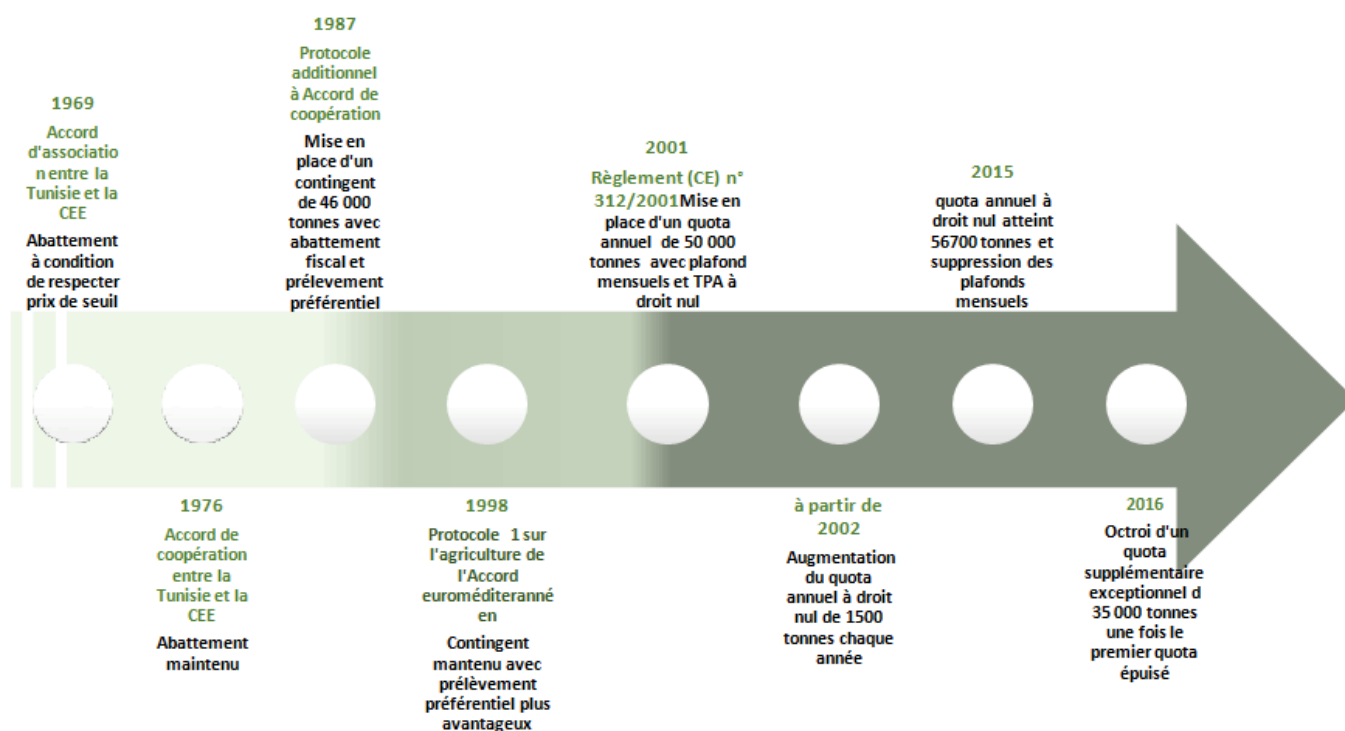 1969
Accord
d'associatio
n entre la
Tunisie et la
CEE
Abattement
à condition
de respecter
prix de seuil
1976
Accord de
coopération
entre la
Tunisie et la
CEE
Abattement
maintenu
1987
Protocole
additionnel
à Accord de
coopération
Mise en
place d'un
contingent
de 46 000
tonnes avec
abattement
fiscal et
prélevement
préférentiel
1998
Protocole 1 sur
l'agriculture de
l'Accord
euroméditerann
éen
Contingent
mantenu avec
prélèvement
préférentiel plus
avantageux
2001
Règlement (CE) n°
312/2001Mise en
place d'un quota
annuel de 50 000
tonnes avec plafond
mensuels et TPA à
droit nul
à partir de
2002
Augmentation
du quota
annuel à droit
nul de 1500
tonnes chaque
année
2015
quota annuel à
droit nul atteint
56700 tonnes et
suppression des
plafonds
mensuels
2016
Octroi d'un
quota
supplémentaire
exceptionnel d
35 000 tonnes
une fois le
premier quota
épuisé